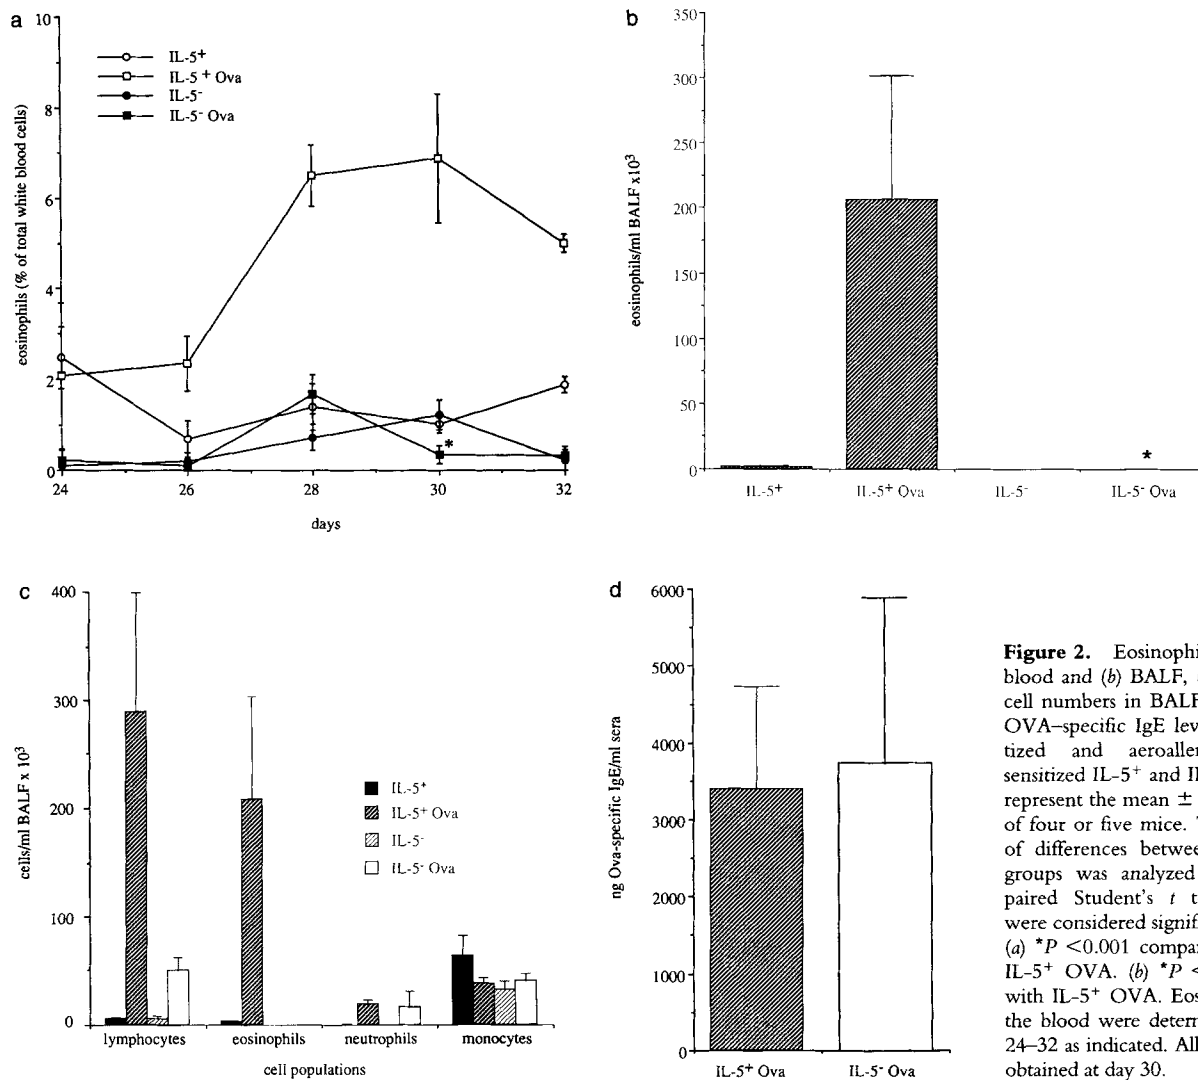 a
10
8
6
4
2
0
eosinophils (% of total white blood cells)
IL-5+
IL-5+ Ova
IL-5-
IL-5- Ova
*
24 26 28 30 32
days
b
350
300
250
200
150
100
50
0
eosinophils/ml BALF x10³
*
IL-5+ IL-5+ Ova IL-5- IL-5- Ova
c
400
300
200
100
0
cells/ml BALF x 10³
IL-5+
IL-5+ Ova
IL-5-
IL-5- Ova
lymphocytes eosinophils neutrophils monocytes
cell populations
d
6000
5000
4000
3000
2000
1000
0
ng Ova-specific IgE/ml sera
IL-5+ Ova IL-5- Ova
Figure 2. Eosinophi
blood and (b) BALF,
cell numbers in BALF
OVA–specific IgE lev
tized and aeroaller
sensitized IL-5+ and I
represent the mean ±
of four or five mice.
of differences between
groups was analyzed
paired Student's t t
were considered signifi
(a) *P <0.001 compa
IL-5+ OVA. (b) *P <
with IL-5+ OVA. Eos
the blood were determ
24–32 as indicated. All
obtained at day 30.